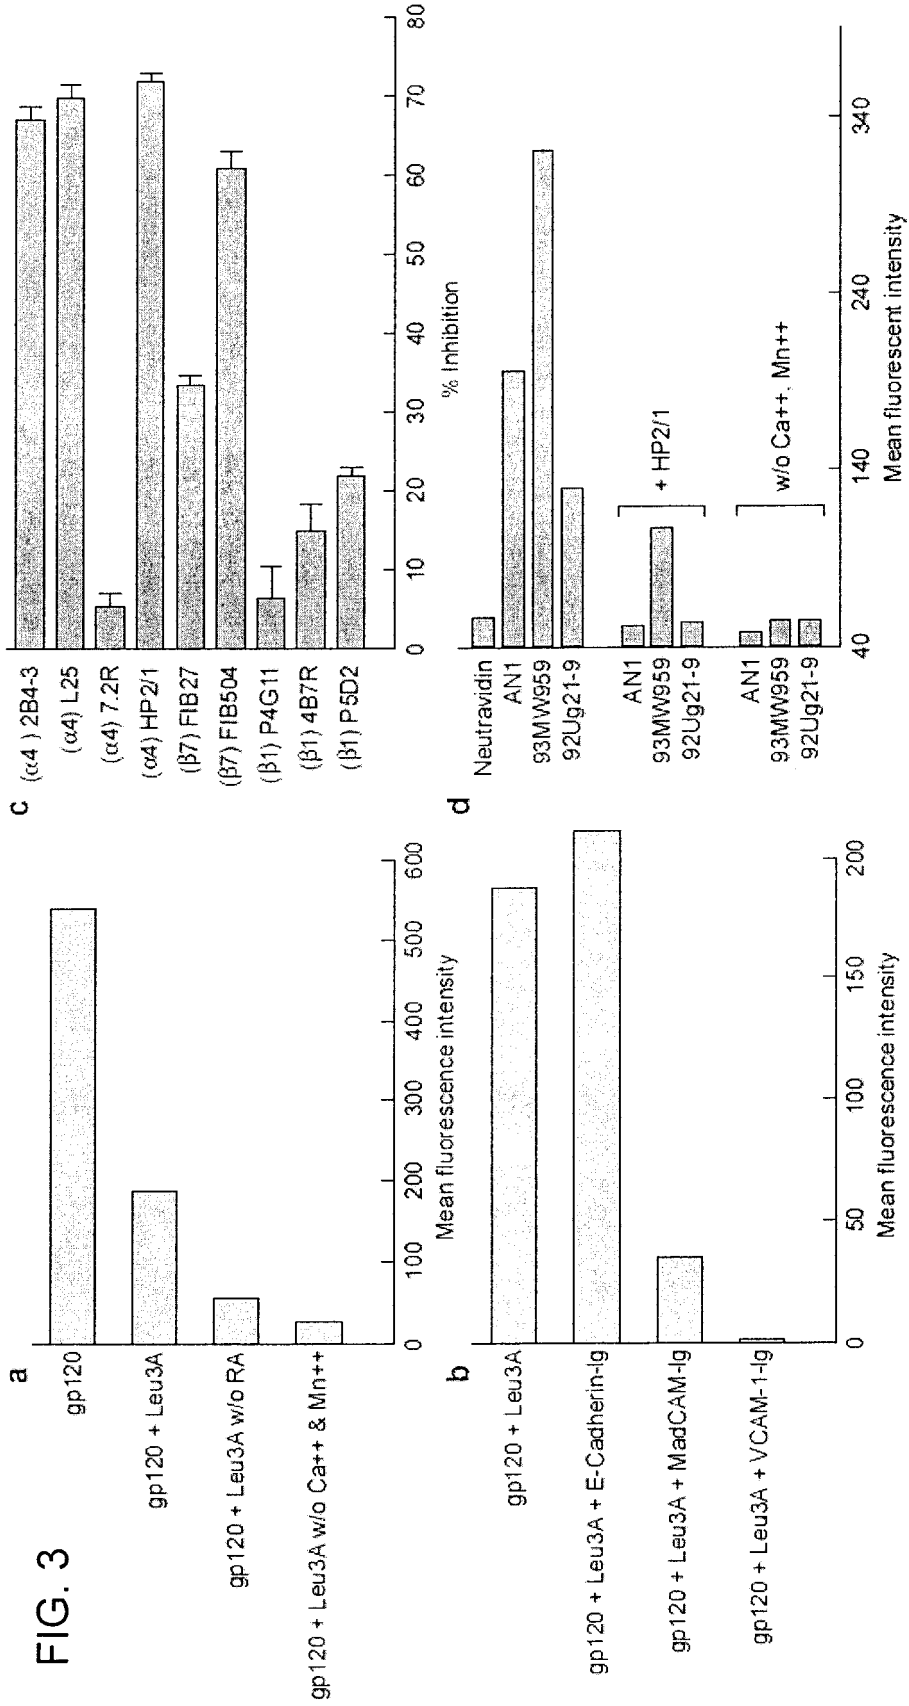 FIG. 3
a
gp120
gp120 + Leu3A
gp120 + Leu3A w/o RA
gp120 + Leu3A w/o Ca++ & Mn++
0 100 200 300 400 500 600
Mean fluorescence intensity
b
gp120 + Leu3A
gp120 + Leu3A + E-Cadherin-Ig
gp120 + Leu3A + MadCAM-Ig
gp120 + Leu3A + VCAM-1-Ig
0 50 100 150 200
Mean fluorescence intensity
c
(α4 ) 2B4-3
(α4) L25
(α4) 7.2R
(α4) HP2/1
(β7) FIB27
(β7) FIB504
(β1) P4G11
(β1) 4B7R
(β1) P5D2
0 10 20 30 40 50 60 70 80
% Inhibition
d
Neutravidin
AN1
93MW959
92Ug21-9
AN1
93MW959
92Ug21-9
+ HP2/1
AN1
93MW959
92Ug21-9
w/o Ca++, Mn++
40 140 240 340
Mean fluorescent intensity